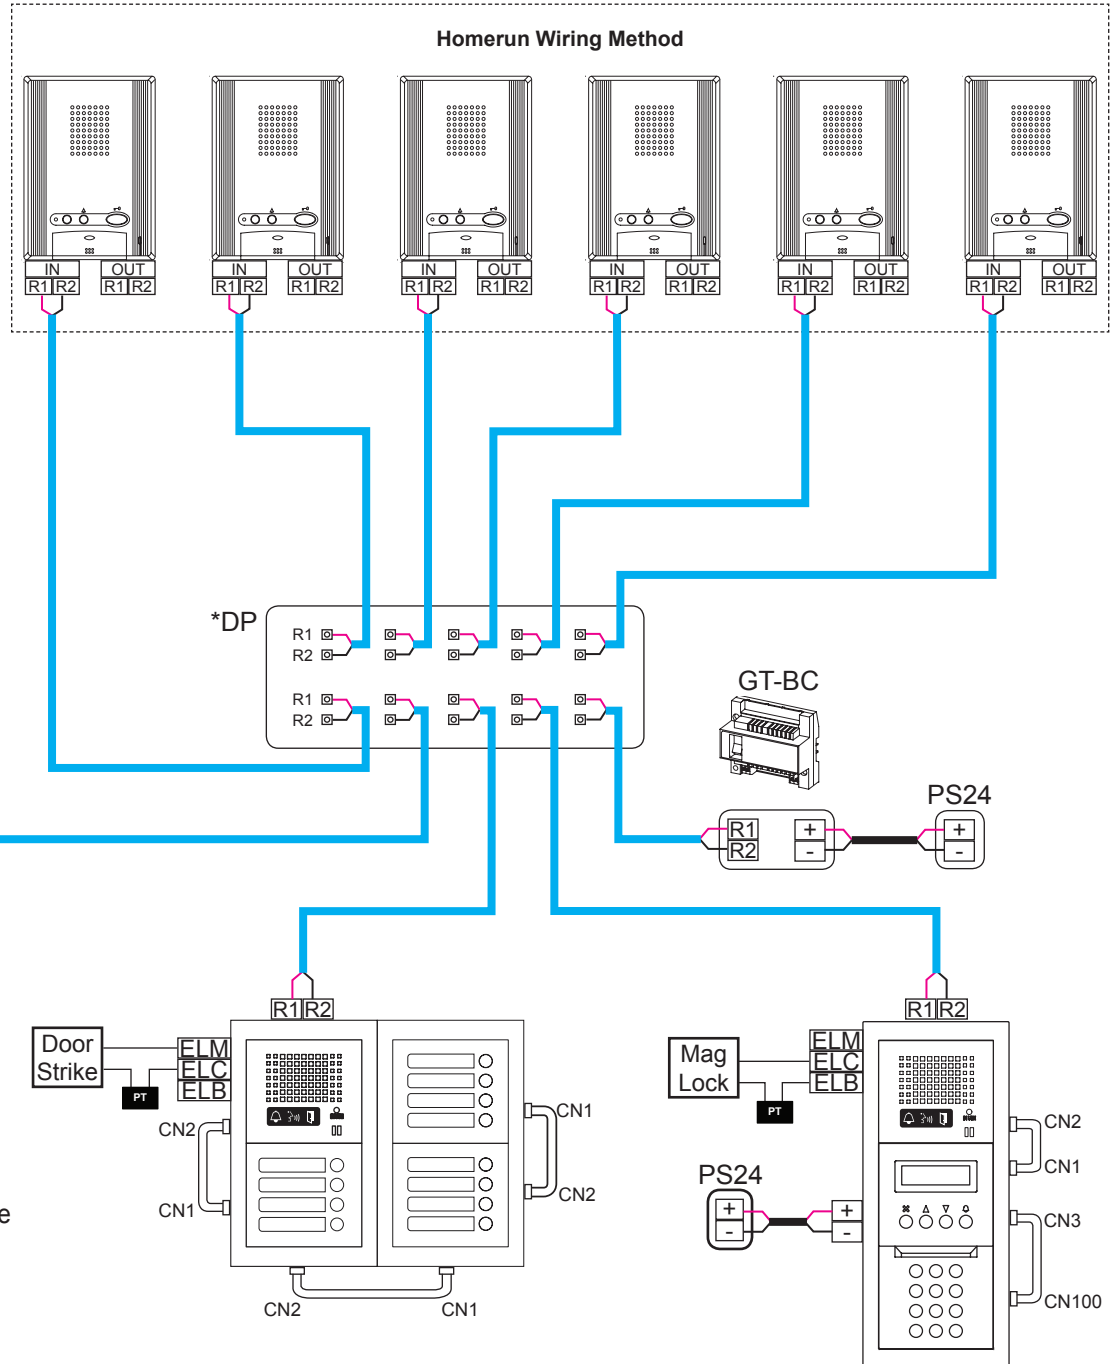 Homerun Wiring Method
IN OUT IN OUT IN OUT IN OUT IN OUT IN OUT
R1 R2 R1 R2 R1 R2 R1 R2 R1 R2 R1 R2 R1 R2 R1 R2 R1 R2 R1 R2 R1 R2 R1 R2
*DP
R1
R2
R1
R2
GT-BC
PS24
R1 + +
R2 - -
R1 R2
R1 R2
Door
Strike
PT
ELM
ELC
ELB
CN2
CN1
CN1
CN2
CN2
CN1
e
Mag
Lock
PT
ELM
ELC
ELB
PS24
+ +
- -
CN2
CN1
CN3
CN100